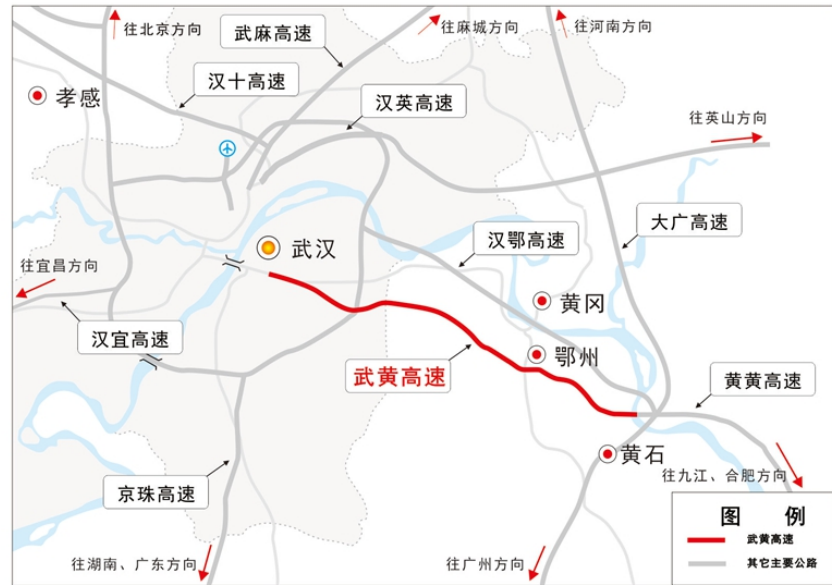 往北京方向
武麻高速
往麻城方向
往河南方向
汉十高速
孝感
汉英高速
往英山方向
大广高速
武汉
汉鄂高速
往宜昌方向
黄冈
汉宜高速
鄂州
武黄高速
黄黄高速
黄石
往九江、合肥方向
京珠高速
图 例
武黄高速
其它主要公路
往湖南、广东方向
往广州方向